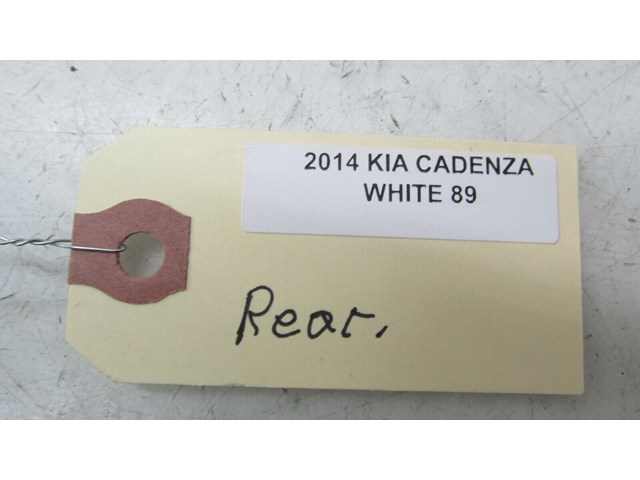 2014 KIA CADENZA
WHITE 89
Rear.